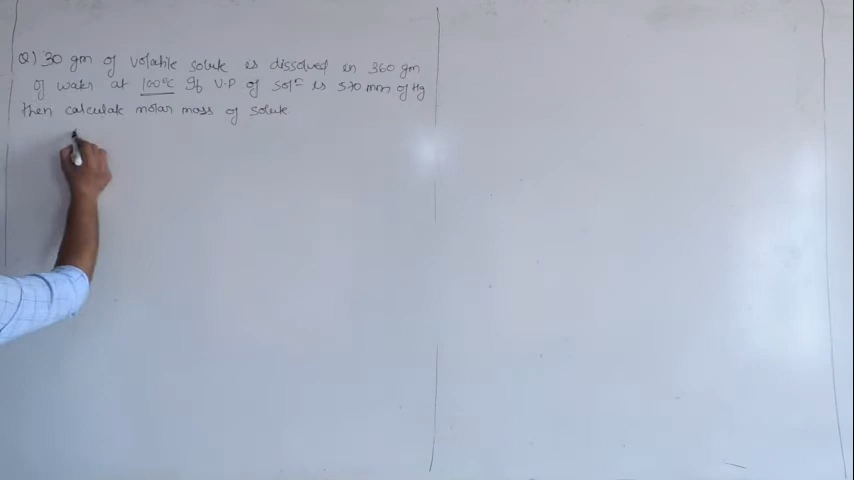 Q1) 30 gm of volatile solute is dissolved in 360 gm
of water at 100°C If V.P of solⁿ is 570 mm of Hg
then calculate molar mass of solute